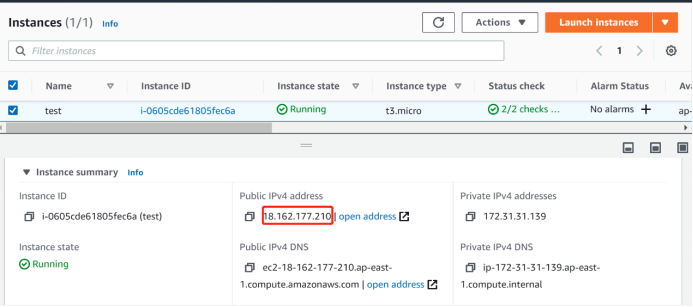 Instances (1/1) Info
Actions
Launch instances
Filter instances
1
Name Instance ID Instance state Instance type Status check Alarm Status Ava
test i-0605cde61805fec6a Running t3.micro 2/2 checks ... No alarms + ap-
Instance summary Info
Instance ID Public IPv4 address Private IPv4 addresses
i-0605cde61805fec6a (test) 18.162.177.210 | open address 172.31.31.139
Instance state Public IPv4 DNS Private IPv4 DNS
Running ec2-18-162-177-210.ap-east- ip-172-31-31-139.ap-east-
1.compute.amazonaws.com | open address 1.compute.internal